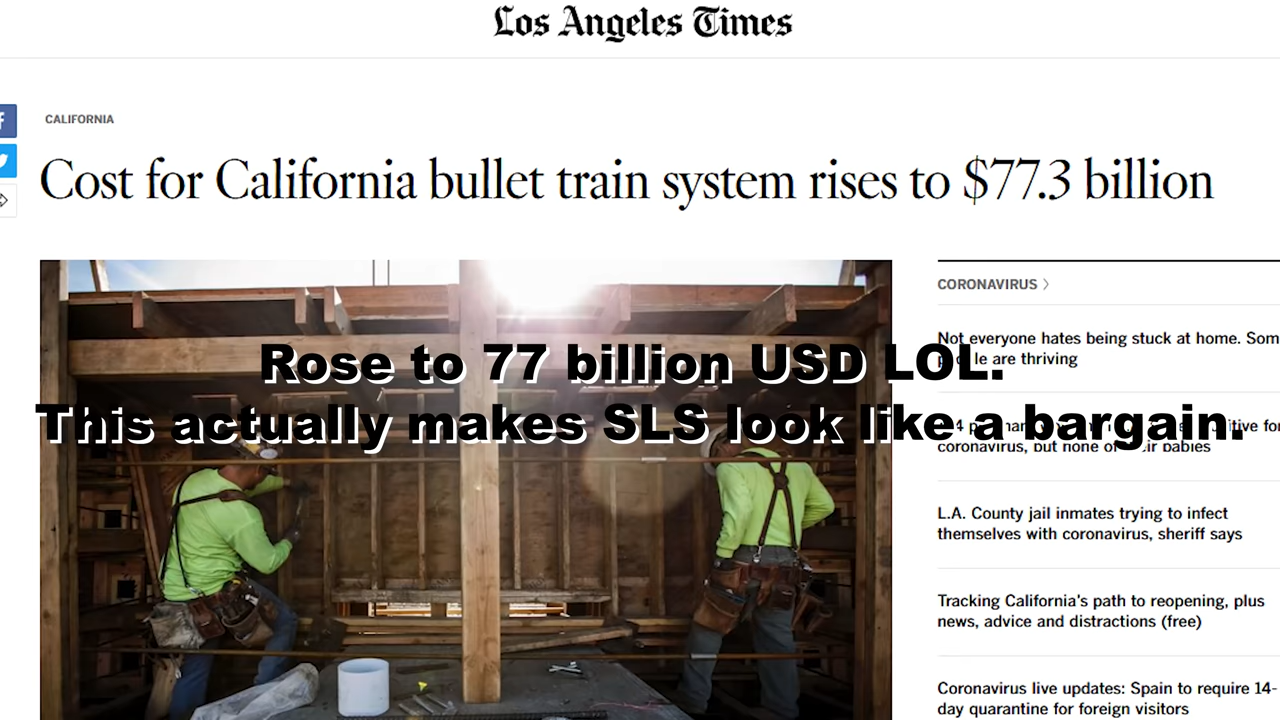 Los Angeles Times
CALIFORNIA
Cost for California bullet train system rises to $77.3 billion
Rose to 77 billion USD LOL.
This actually makes SLS look like a bargain.
CORONAVIRUS
Not everyone hates being stuck at home. Som
le are thriving
coronavirus, but none of
babies
L.A. County jail inmates trying to infect
themselves with coronavirus, sheriff says
Tracking California's path to reopening, plus
news, advice and distractions (free)
Coronavirus live updates: Spain to require 14-
day quarantine for foreign visitors